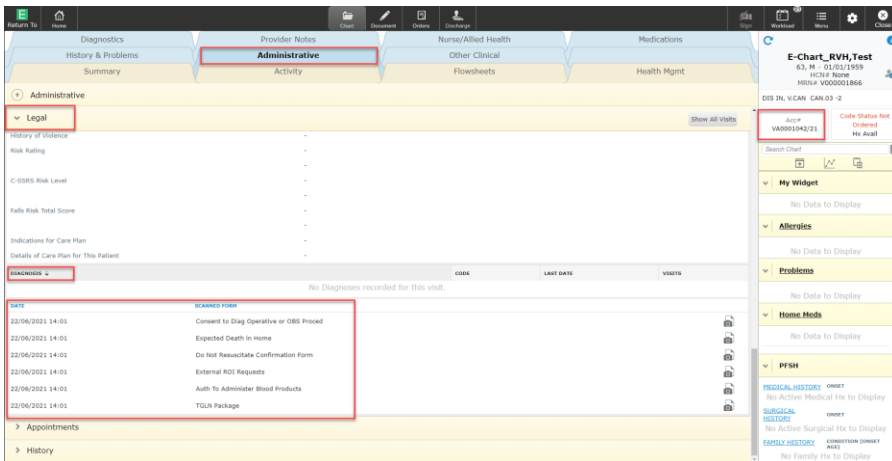 Return To
Home
Chart
Document
Orders
Discharge
Sign
Workload
Menu
Close
Diagnostics
Provider Notes
Nurse/Allied Health
Medications
History & Problems
Administrative
Other Clinical
Summary
Activity
Flowsheets
Health Mgmt
Administrative
Legal
Show All Visits
History of Violence -
Risk Rating -
-
C-SSRS Risk Level -
-
Falls Risk Total Score -
-
Indications for Care Plan -
Details of Care Plan for This Patient -
DIAGNOSIS CODE LAST DATE VISITS
No Diagnoses recorded for this visit.
DATE SCANNED FORM
22/06/2021 14:01 Consent to Diag Operative or OBS Proced
22/06/2021 14:01 Expected Death in Home
22/06/2021 14:01 Do Not Resuscitate Confirmation Form
22/06/2021 14:01 External ROI Requests
22/06/2021 14:01 Auth To Administer Blood Products
22/06/2021 14:01 TGLN Package
Appointments
History
E-Chart_RVH,Test
63, M - 01/01/1959
HCN# None
MRN# V000001866
DIS IN, V.CAN CAN.03 -2
Acc#
VA0001042/21
Code Status Not
Ordered
Hx Avail
Search Chart
My Widget
No Data to Display
Allergies
No Data to Display
Problems
No Data to Display
Home Meds
No Data to Display
PFSH
MEDICAL HISTORY ONSET
No Active Medical Hx to Display
SURGICAL
HISTORY ONSET
No Active Surgical Hx to Display
FAMILY HISTORY CONDITION [ONSET
AGE]
No Family Hx to Display